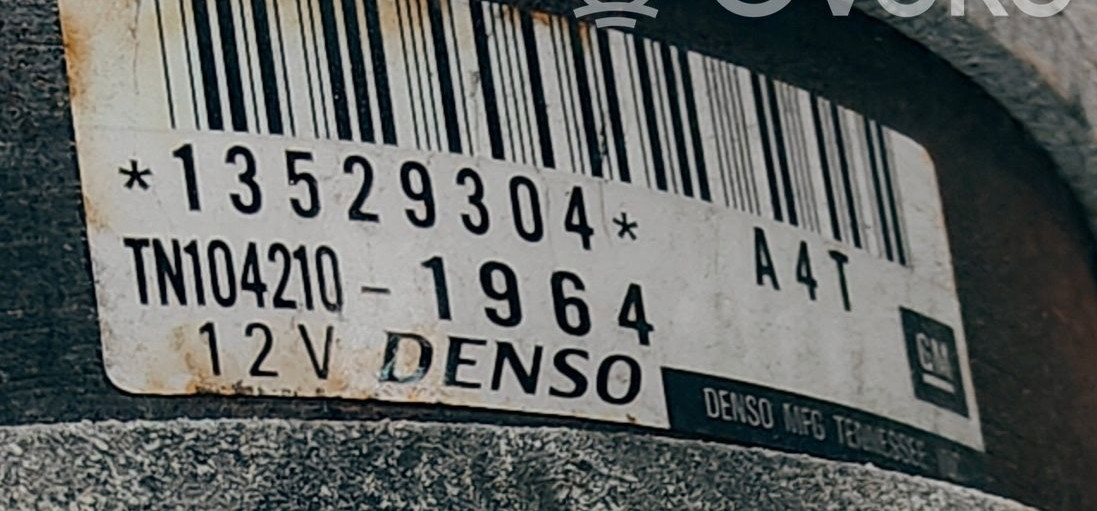 *13529304*
A4T
TN104210-1964
12V DENSO
GM
DENSO MFG TENNESSEE